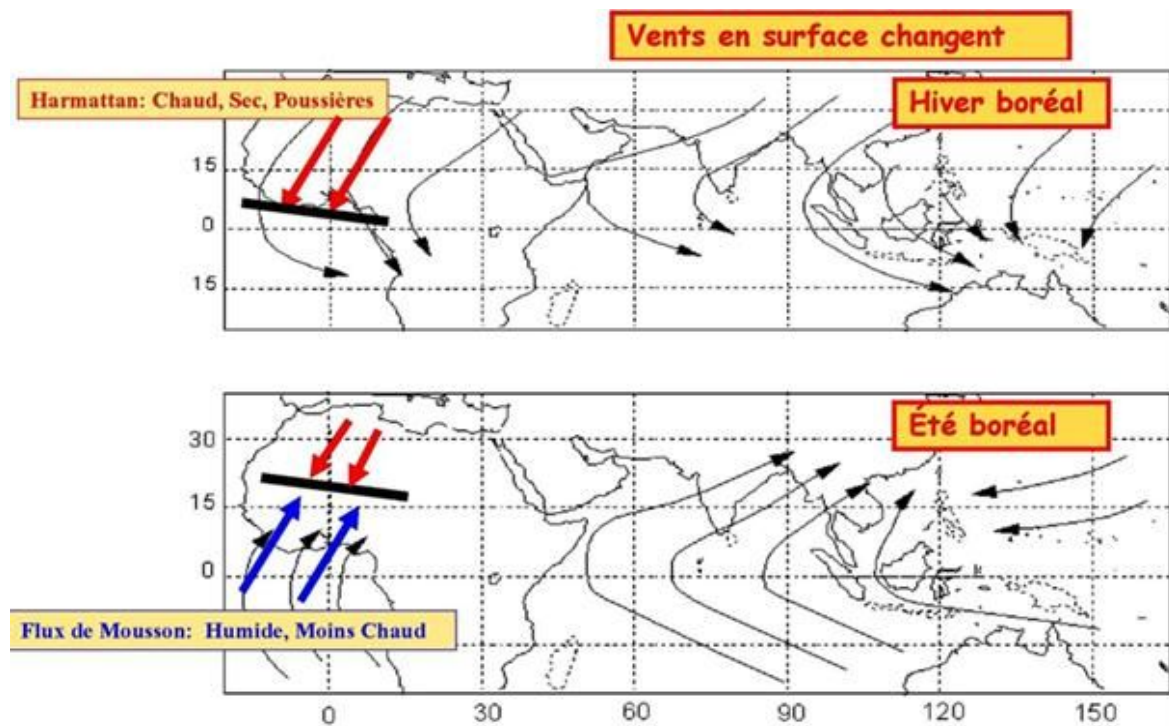 Vents en surface changent
Harmattan: Chaud, Sec, Poussières
Hiver boréal
15
0
15
Été boréal
30
15
0
Flux de Mousson: Humide, Moins Chaud
0 30 60 90 120 150